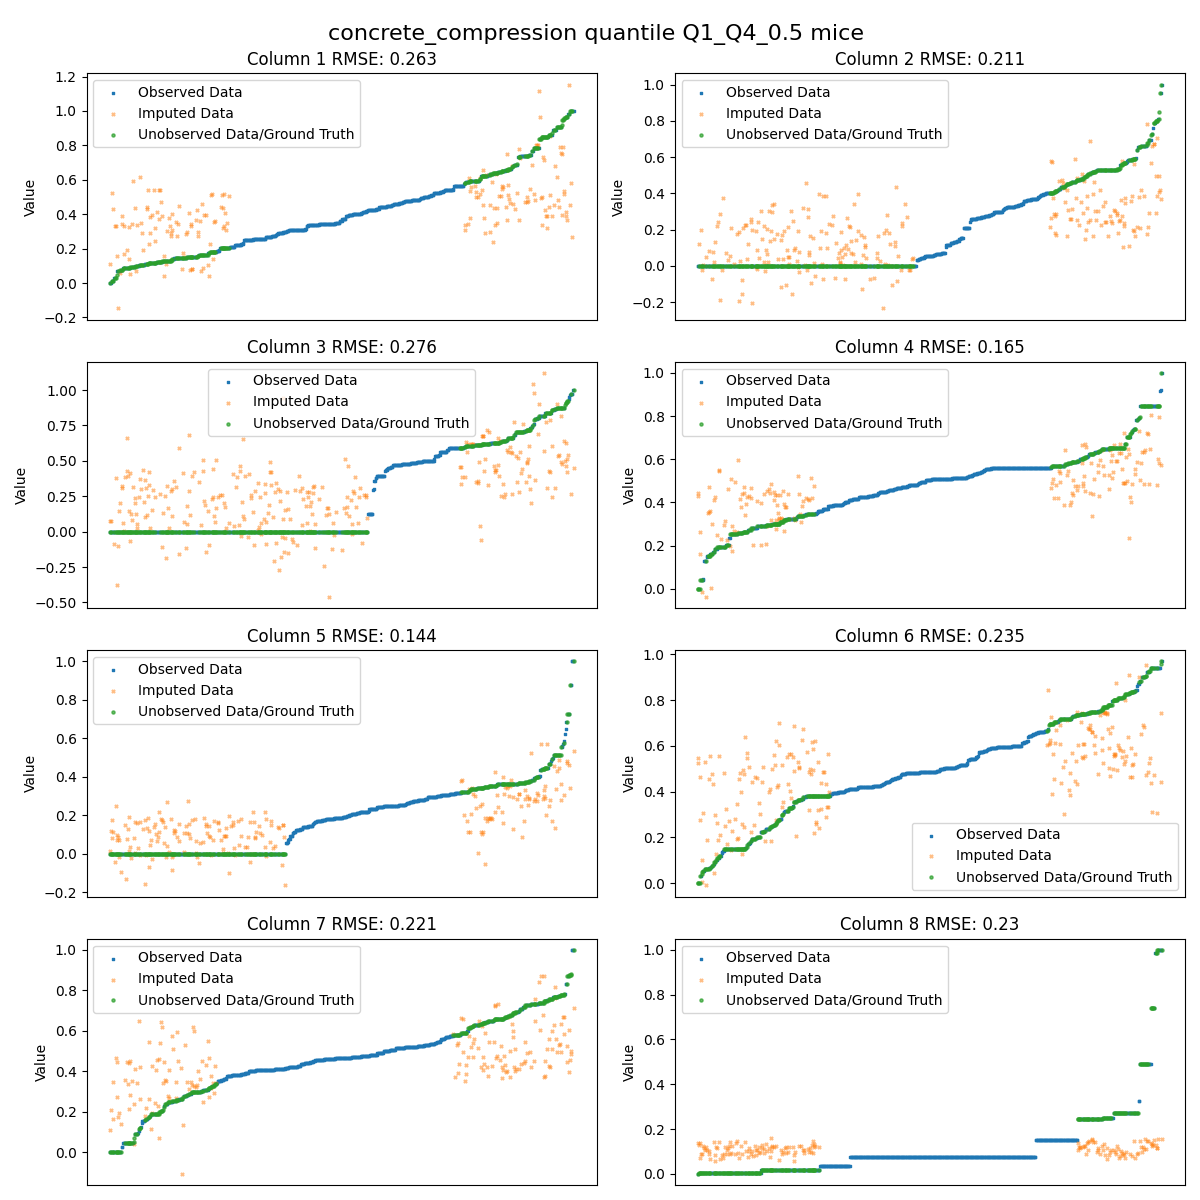 concrete_compression quantile Q1_Q4_0.5 mice
Column 1 RMSE: 0.263
Value
1.2
1.0
0.8
0.6
0.4
0.2
0.0
−0.2
Observed Data
Imputed Data
Unobserved Data/Ground Truth
Column 2 RMSE: 0.211
Value
1.0
0.8
0.6
0.4
0.2
0.0
−0.2
Observed Data
Imputed Data
Unobserved Data/Ground Truth
Column 3 RMSE: 0.276
Value
1.00
0.75
0.50
0.25
0.00
−0.25
−0.50
Observed Data
Imputed Data
Unobserved Data/Ground Truth
Column 4 RMSE: 0.165
Value
1.0
0.8
0.6
0.4
0.2
0.0
Observed Data
Imputed Data
Unobserved Data/Ground Truth
Column 5 RMSE: 0.144
Value
1.0
0.8
0.6
0.4
0.2
0.0
−0.2
Observed Data
Imputed Data
Unobserved Data/Ground Truth
Column 6 RMSE: 0.235
Value
1.0
0.8
0.6
0.4
0.2
0.0
Observed Data
Imputed Data
Unobserved Data/Ground Truth
Column 7 RMSE: 0.221
Value
1.0
0.8
0.6
0.4
0.2
0.0
Observed Data
Imputed Data
Unobserved Data/Ground Truth
Column 8 RMSE: 0.23
Value
1.0
0.8
0.6
0.4
0.2
0.0
Observed Data
Imputed Data
Unobserved Data/Ground Truth